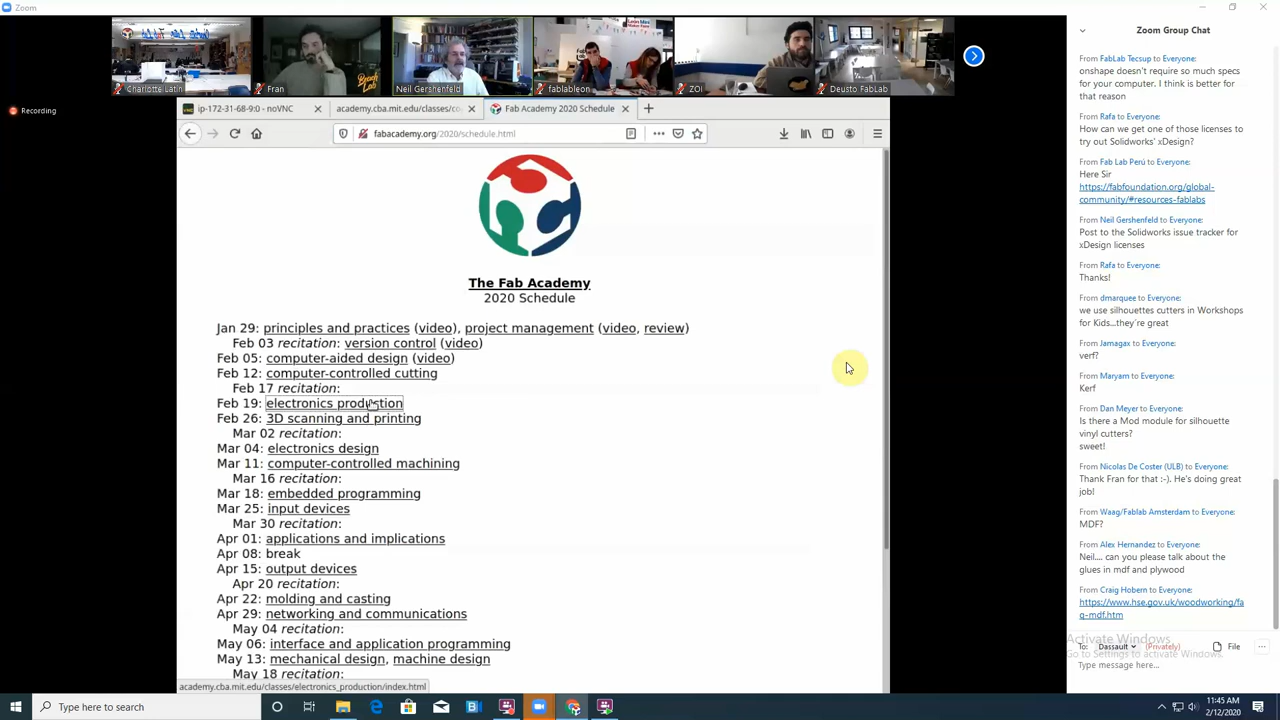 Zoom
Charlotte Latin
Fran
Neil Gershenfeld
fablableon
ZOI
Deusto FabLab
Recording
ip-172-31-68-9:0 - noVNC
academy.cba.mit.edu/classes/co
Fab Academy 2020 Schedule
fabacademy.org/2020/schedule.html
The Fab Academy
2020 Schedule
Jan 29: principles and practices (video), project management (video, review)
Feb 03 recitation: version control (video)
Feb 05: computer-aided design (video)
Feb 12: computer-controlled cutting
Feb 17 recitation:
Feb 19: electronics production
Feb 26: 3D scanning and printing
Mar 02 recitation:
Mar 04: electronics design
Mar 11: computer-controlled machining
Mar 16 recitation:
Mar 18: embedded programming
Mar 25: input devices
Mar 30 recitation:
Apr 01: applications and implications
Apr 08: break
Apr 15: output devices
Apr 20 recitation:
Apr 22: molding and casting
Apr 29: networking and communications
May 04 recitation:
May 06: interface and application programming
May 13: mechanical design, machine design
May 18 recitation:
academy.cba.mit.edu/classes/electronics_production/index.html
Zoom Group Chat
From FabLab Tecsup to Everyone:
onshape doesn't require so much specs
for your computer. I think is better for
that reason
From Rafa to Everyone:
How can we get one of those licenses to
try out Solidworks' xDesign?
From Fab Lab Perú to Everyone:
Here Sir
https://fabfoundation.org/global-
community/#resources-fablabs
From Neil Gershenfeld to Everyone:
Post to the Solidworks issue tracker for
xDesign licenses
From Rafa to Everyone:
Thanks!
From dmarquee to Everyone:
we use silhouettes cutters in Workshops
for Kids...they´re great
From Jamagax to Everyone:
verf?
From Maryam to Everyone:
Kerf
From Dan Meyer to Everyone:
Is there a Mod module for silhouette
vinyl cutters?
sweet!
From Nicolas De Coster (ULB) to Everyone:
Thank Fran for that :-). He's doing great
job!
From Waag/Fablab Amsterdam to Everyone:
MDF?
From Alex Hernandez to Everyone:
Neil.... can you please talk about the
glues in mdf and plywood
From Craig Hobern to Everyone:
https://www.hse.gov.uk/woodworking/fa
q-mdf.htm
Activate Windows
Go to Settings to activate Windows.
To: Dassault (Privately) File
Type message here...
Type here to search
11:45 AM
2/12/2020